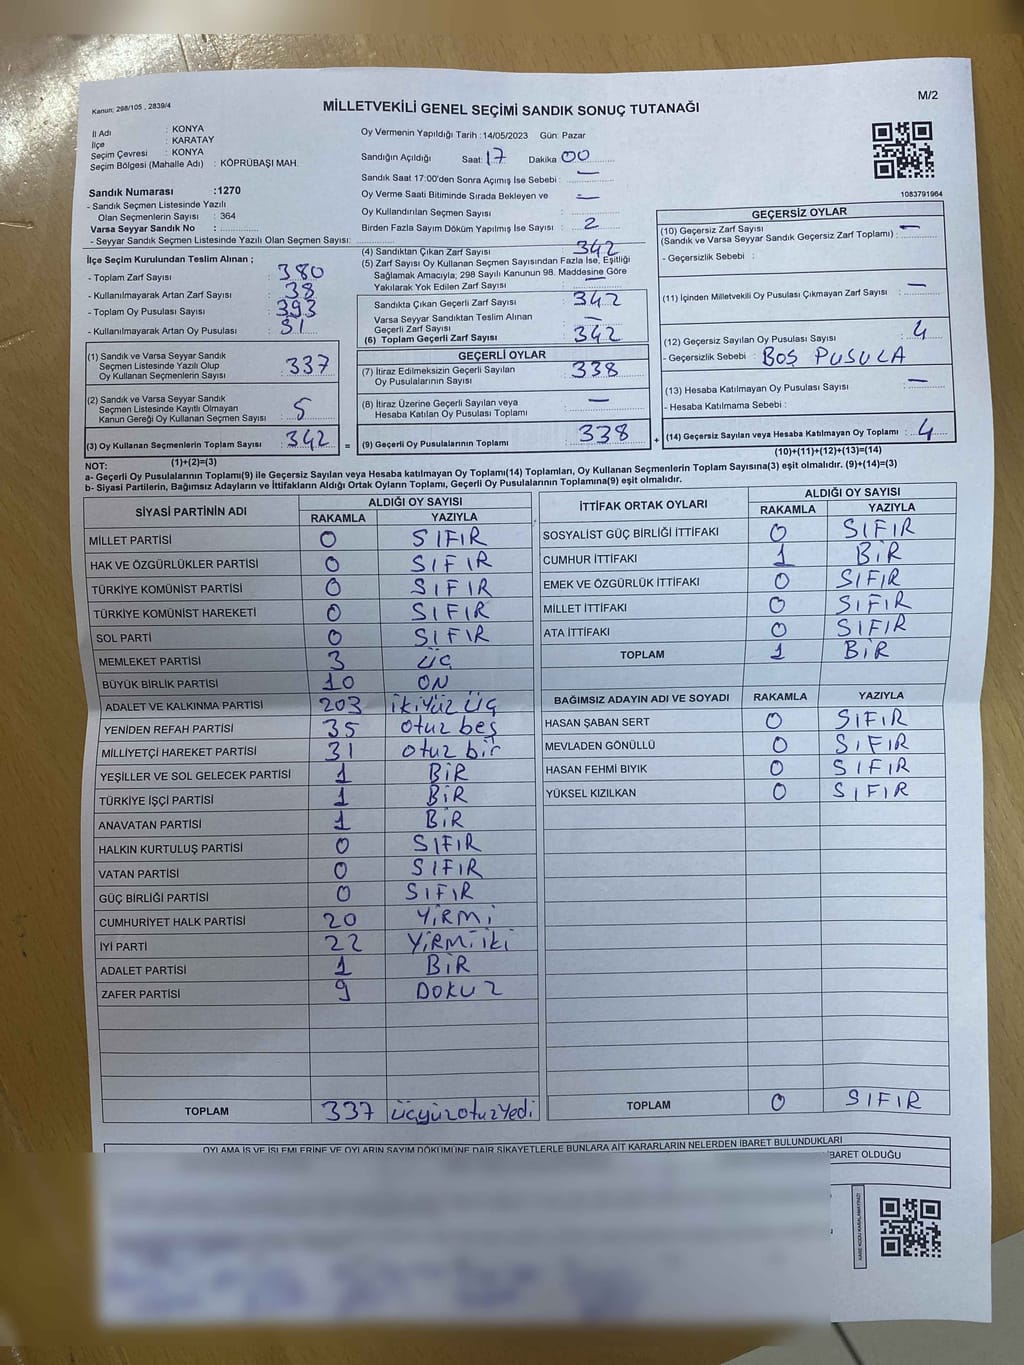 Kanun: 298/105 , 2839/4
MİLLETVEKİLİ GENEL SEÇİMİ SANDIK SONUÇ TUTANAĞI
M/2
İl Adı : KONYA
İlçe : KARATAY
Seçim Çevresi : KONYA
Seçim Bölgesi (Mahalle Adı) : KÖPRÜBAŞI MAH.
Sandık Numarası :1270
- Sandık Seçmen Listesinde Yazılı
Olan Seçmenlerin Sayısı : 364
Varsa Seyyar Sandık No :
- Seyyar Sandık Seçmen Listesinde Yazılı Olan Seçmen Sayısı:
Oy Vermenin Yapıldığı Tarih :14/05/2023 Gün: Pazar
Sandığın Açıldığı Saat: 17 Dakika 00
Sandık Saat 17:00'den Sonra Açımış İse Sebebi : —
Oy Verme Saati Bitiminde Sırada Bekleyen ve
Oy Kullandırılan Seçmen Sayısı : —
Birden Fazla Sayım Döküm Yapılmış İse Sayısı : 2
1083791964
İlçe Seçim Kurulundan Teslim Alınan ;
- Toplam Zarf Sayısı : 380
- Kullanılmayarak Artan Zarf Sayısı : 38
- Toplam Oy Pusulası Sayısı : 393
- Kullanılmayarak Artan Oy Pusulası : 51
(1) Sandık ve Varsa Seyyar Sandık
Seçmen Listesinde Yazılı Olup
Oy Kullanan Seçmenlerin Sayısı : 337
(2) Sandık ve Varsa Seyyar Sandık
Seçmen Listesinde Kayıtlı Olmayan
Kanun Gereği Oy Kullanan Seçmen Sayısı : 5
(3) Oy Kullanan Seçmenlerin Toplam Sayısı : 342
(1)+(2)=(3)
(4) Sandıktan Çıkan Zarf Sayısı : 342
(5) Zarf Sayısı Oy Kullanan Seçmen Sayısından Fazla İse, Eşitliği
Sağlamak Amacıyla; 298 Sayılı Kanunun 98. Maddesine Göre
Yakılarak Yok Edilen Zarf Sayısı : —
Sandıkta Çıkan Geçerli Zarf Sayısı : 342
Varsa Seyyar Sandıktan Teslim Alınan
Geçerli Zarf Sayısı : —
(6) Toplam Geçerli Zarf Sayısı : 342
GEÇERLİ OYLAR
(7) İtiraz Edilmeksizin Geçerli Sayılan
Oy Pusulalarının Sayısı : 338
(8) İtiraz Üzerine Geçerli Sayılan veya
Hesaba Katılan Oy Pusulası Toplamı : —
= (9) Geçerli Oy Pusulalarının Toplamı : 338 +
GEÇERSİZ OYLAR
(10) Geçersiz Zarf Sayısı : —
(Sandık ve Varsa Seyyar Sandık Geçersiz Zarf Toplamı)
- Geçersizlik Sebebi :
(11) İçinden Milletvekili Oy Pusulası Çıkmayan Zarf Sayısı : —
(12) Geçersiz Sayılan Oy Pusulası Sayısı : 4
- Geçersizlik Sebebi : BOŞ PUSULA
(13) Hesaba Katılmayan Oy Pusulası Sayısı : —
- Hesaba Katılmama Sebebi :
(14) Geçersiz Sayılan veya Hesaba Katılmayan Oy Toplamı : 4
(10)+(11)+(12)+(13)=(14)
NOT:
a- Geçerli Oy Pusulalarının Toplamı(9) ile Geçersiz Sayılan veya Hesaba katılmayan Oy Toplamı(14) Toplamları, Oy Kullanan Seçmenlerin Toplam Sayısına(3) eşit olmalıdır. (9)+(14)=(3)
b- Siyasi Partilerin, Bağımsız Adayların ve İttifakların Aldığı Ortak Oyların Toplamı, Geçerli Oy Pusulalarının Toplamına(9) eşit olmalıdır.
SİYASİ PARTİNİN ADI
ALDIĞI OY SAYISI
RAKAMLA YAZIYLA
MİLLET PARTİSİ 0 SIFIR
HAK VE ÖZGÜRLÜKLER PARTİSİ 0 SIFIR
TÜRKİYE KOMÜNİST PARTİSİ 0 SIFIR
TÜRKİYE KOMÜNİST HAREKETİ 0 SIFIR
SOL PARTİ 0 SIFIR
MEMLEKET PARTİSİ 3 ÜÇ
BÜYÜK BİRLİK PARTİSİ 10 ON
ADALET VE KALKINMA PARTİSİ 203 ikiyüz üç
YENİDEN REFAH PARTİSİ 35 otuz beş
MİLLİYETÇİ HAREKET PARTİSİ 31 otuz bir
YEŞİLLER VE SOL GELECEK PARTİSİ 1 BİR
TÜRKİYE İŞÇİ PARTİSİ 1 BİR
ANAVATAN PARTİSİ 1 BİR
HALKIN KURTULUŞ PARTİSİ 0 SIFIR
VATAN PARTİSİ 0 SIFIR
GÜÇ BİRLİĞİ PARTİSİ 0 SIFIR
CUMHURİYET HALK PARTİSİ 20 YİRMİ
İYİ PARTİ 22 YİRMİ İKİ
ADALET PARTİSİ 1 BİR
ZAFER PARTİSİ 9 DOKUZ
TOPLAM 337 üçyüzotuzyedi
İTTİFAK ORTAK OYLARI
ALDIĞI OY SAYISI
RAKAMLA YAZIYLA
SOSYALİST GÜÇ BİRLİĞİ İTTİFAKI 0 SIFIR
CUMHUR İTTİFAKI 1 BİR
EMEK VE ÖZGÜRLÜK İTTİFAKI 0 SIFIR
MİLLET İTTİFAKI 0 SIFIR
ATA İTTİFAKI 0 SIFIR
TOPLAM 1 BİR
BAĞIMSIZ ADAYIN ADI VE SOYADI RAKAMLA YAZIYLA
HASAN ŞABAN SERT 0 SIFIR
MEVLADEN GÖNÜLLÜ 0 SIFIR
HASAN FEHMİ BIYIK 0 SIFIR
YÜKSEL KIZILKAN 0 SIFIR
TOPLAM 0 SIFIR
OYLAMA İŞ VE İŞLEMLERİNE VE OYLARIN SAYIM DÖKÜMÜNE DAİR ŞİKAYETLERLE BUNLARA AİT KARARLARIN NELERDEN İBARET BULUNDUKLARI
İBARET OLDUĞU
KARE KODU KARALAMAYINIZ!